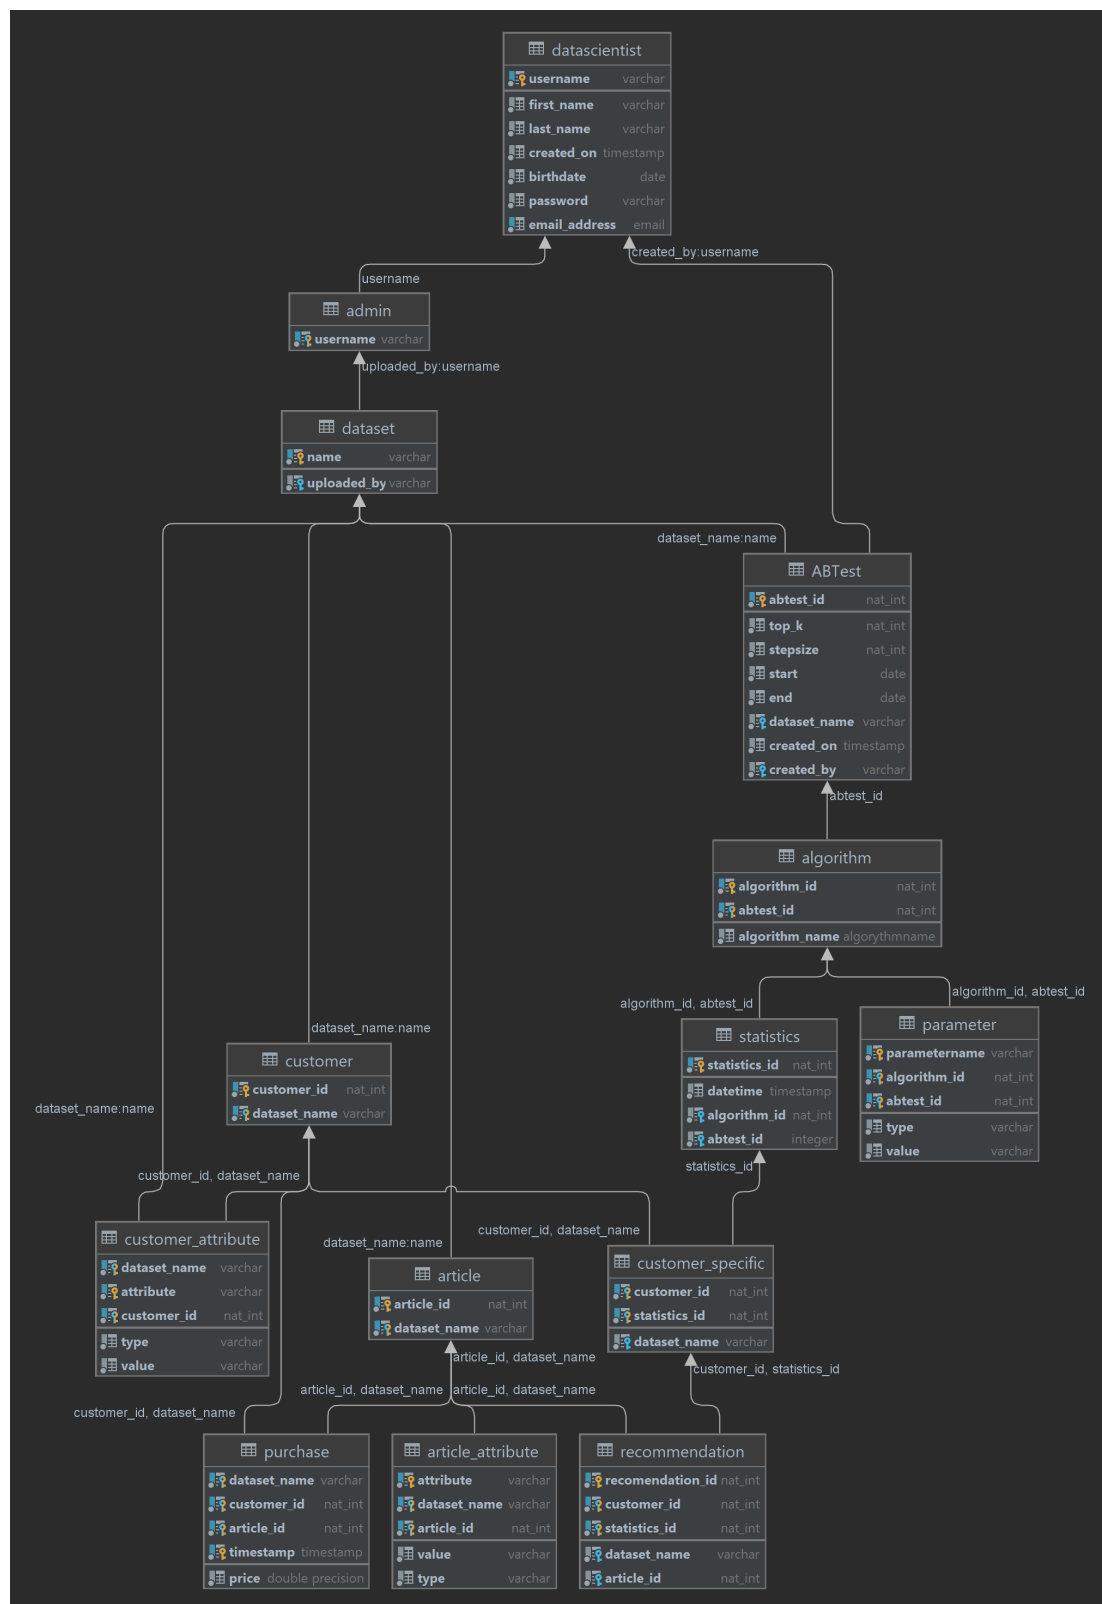 datascientist
username varchar
first_name varchar
last_name varchar
created_on timestamp
birthdate date
password varchar
email_address email
created_by:username
username
admin
username varchar
uploaded_by:username
dataset
name varchar
uploaded_by varchar
dataset_name:name
ABTest
abtest_id nat_int
top_k nat_int
stepsize nat_int
start date
end date
dataset_name varchar
created_on timestamp
created_by varchar
abtest_id
algorithm
algorithm_id nat_int
abtest_id nat_int
algorithm_name algorythmname
algorithm_id, abtest_id
algorithm_id, abtest_id
statistics
statistics_id nat_int
datetime timestamp
algorithm_id nat_int
abtest_id integer
parameter
parametername varchar
algorithm_id nat_int
abtest_id nat_int
type varchar
value varchar
dataset_name:name
customer
customer_id nat_int
dataset_name varchar
dataset_name:name
customer_id, dataset_name
statistics_id
customer_attribute
dataset_name varchar
attribute varchar
customer_id nat_int
type varchar
value varchar
dataset_name:name
article
article_id nat_int
dataset_name varchar
customer_id, dataset_name
customer_specific
customer_id nat_int
statistics_id nat_int
dataset_name varchar
article_id, dataset_name
customer_id, statistics_id
article_id, dataset_name
article_id, dataset_name
customer_id, dataset_name
purchase
dataset_name varchar
customer_id nat_int
article_id nat_int
timestamp timestamp
price double precision
article_attribute
attribute varchar
dataset_name varchar
article_id nat_int
value varchar
type varchar
recommendation
recomendation_id nat_int
customer_id nat_int
statistics_id nat_int
dataset_name varchar
article_id nat_int